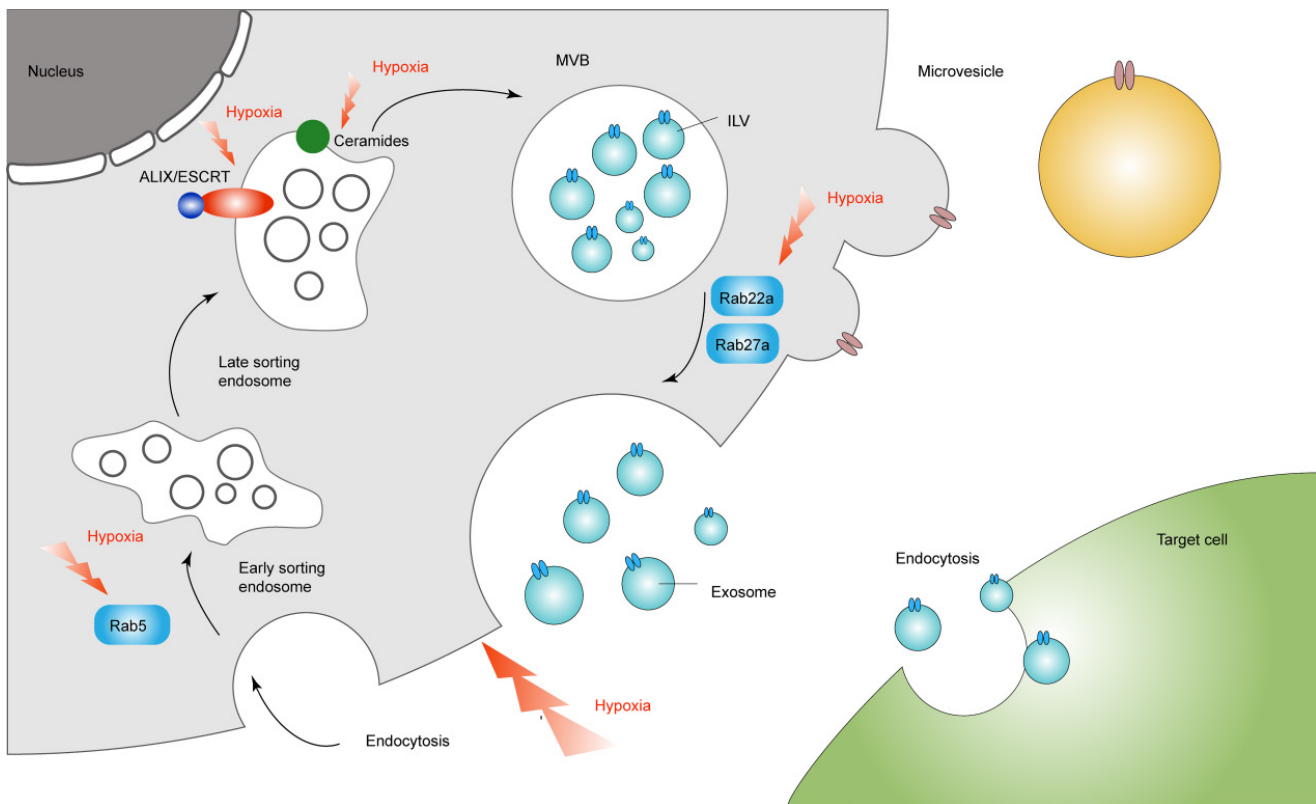 Nucleus
Hypoxia
Hypoxia
Ceramides
ALIX/ESCRT
MVB
ILV
Microvesicle
Hypoxia
Rab22a
Rab27a
Late sorting
endosome
Hypoxia
Early sorting
endosome
Rab5
Exosome
Hypoxia
Endocytosis
Endocytosis
Target cell